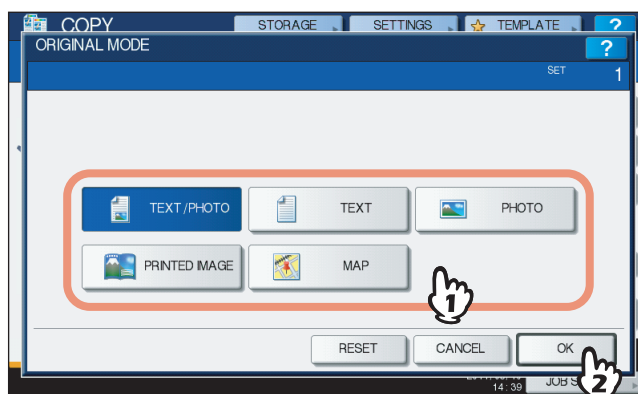 COPY STORAGE SETTINGS TEMPLATE ?
ORIGINAL MODE ?
SET 1
TEXT/PHOTO TEXT PHOTO
PRINTED IMAGE MAP
1
RESET CANCEL OK
2
14:39 JOB S